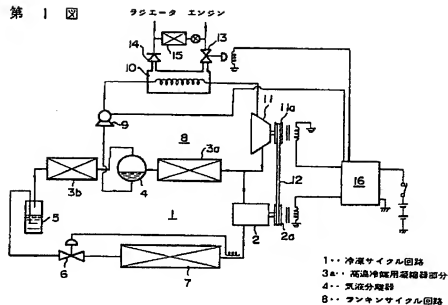 第1図
ラジエータ エンジン
14
13
15
10
11
11a
9
8
3a
12
16
3b
4
5
1
2
2a
6
7
1‥冷凍サイクル回路
3a‥高温冷媒用凝縮器部分
4‥気液分離器
8‥ランキンサイクル回路